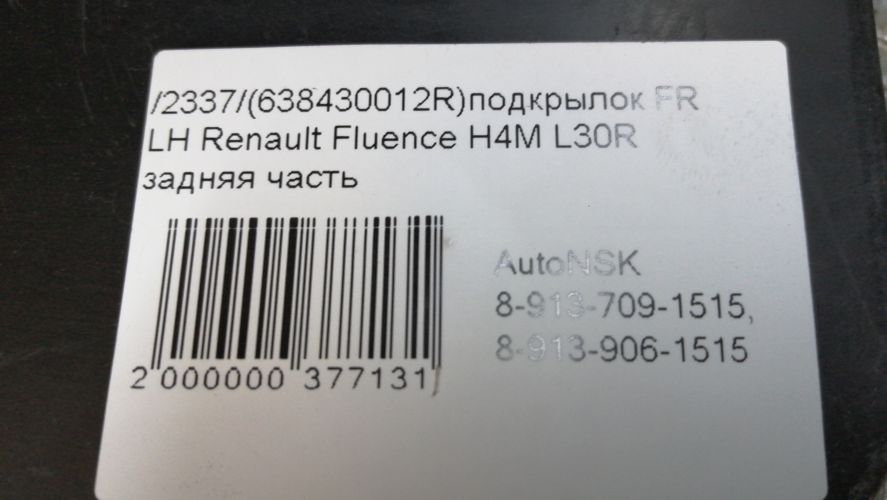 /2337/(638430012R)подкрылок FR
LH Renault Fluence H4M L30R
задняя часть
AutoNSK
8-913-709-1515,
8-913-906-1515
2 000000 377131